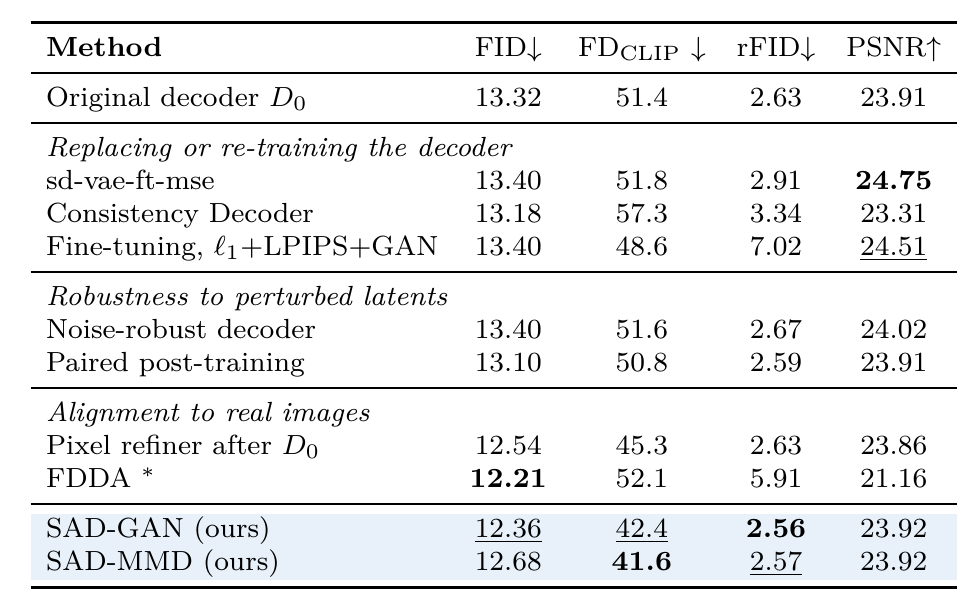 Method FID↓ FD_CLIP ↓ rFID↓ PSNR↑
Original decoder D₀ 13.32 51.4 2.63 23.91
Replacing or re-training the decoder
sd-vae-ft-mse 13.40 51.8 2.91 24.75
Consistency Decoder 13.18 57.3 3.34 23.31
Fine-tuning, ℓ₁+LPIPS+GAN 13.40 48.6 7.02 24.51
Robustness to perturbed latents
Noise-robust decoder 13.40 51.6 2.67 24.02
Paired post-training 13.10 50.8 2.59 23.91
Alignment to real images
Pixel refiner after D₀ 12.54 45.3 2.63 23.86
FDDA * 12.21 52.1 5.91 21.16
SAD-GAN (ours) 12.36 42.4 2.56 23.92
SAD-MMD (ours) 12.68 41.6 2.57 23.92